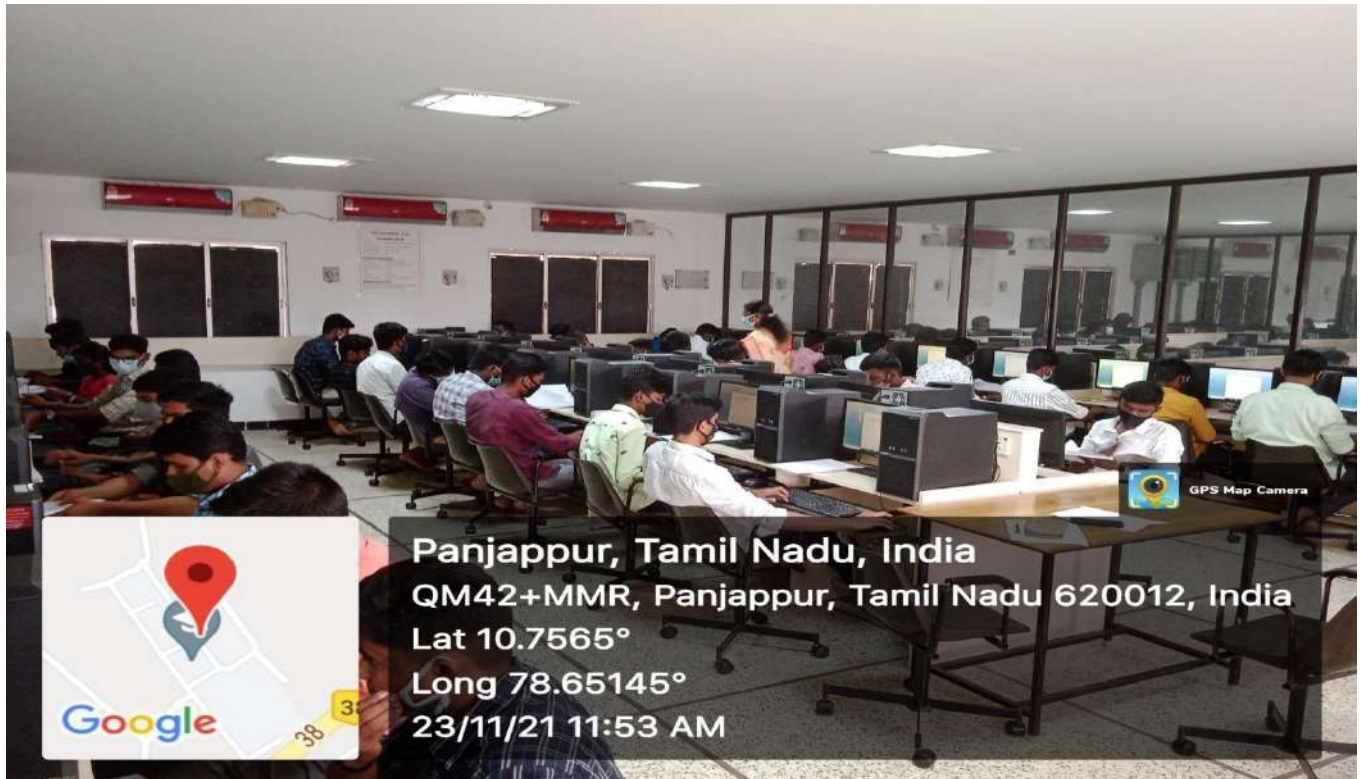 GPS Map Camera
Panjappur, Tamil Nadu, India
QM42+MMR, Panjappur, Tamil Nadu 620012, India
Lat 10.7565°
Long 78.65145°
23/11/21 11:53 AM
Google
38
38